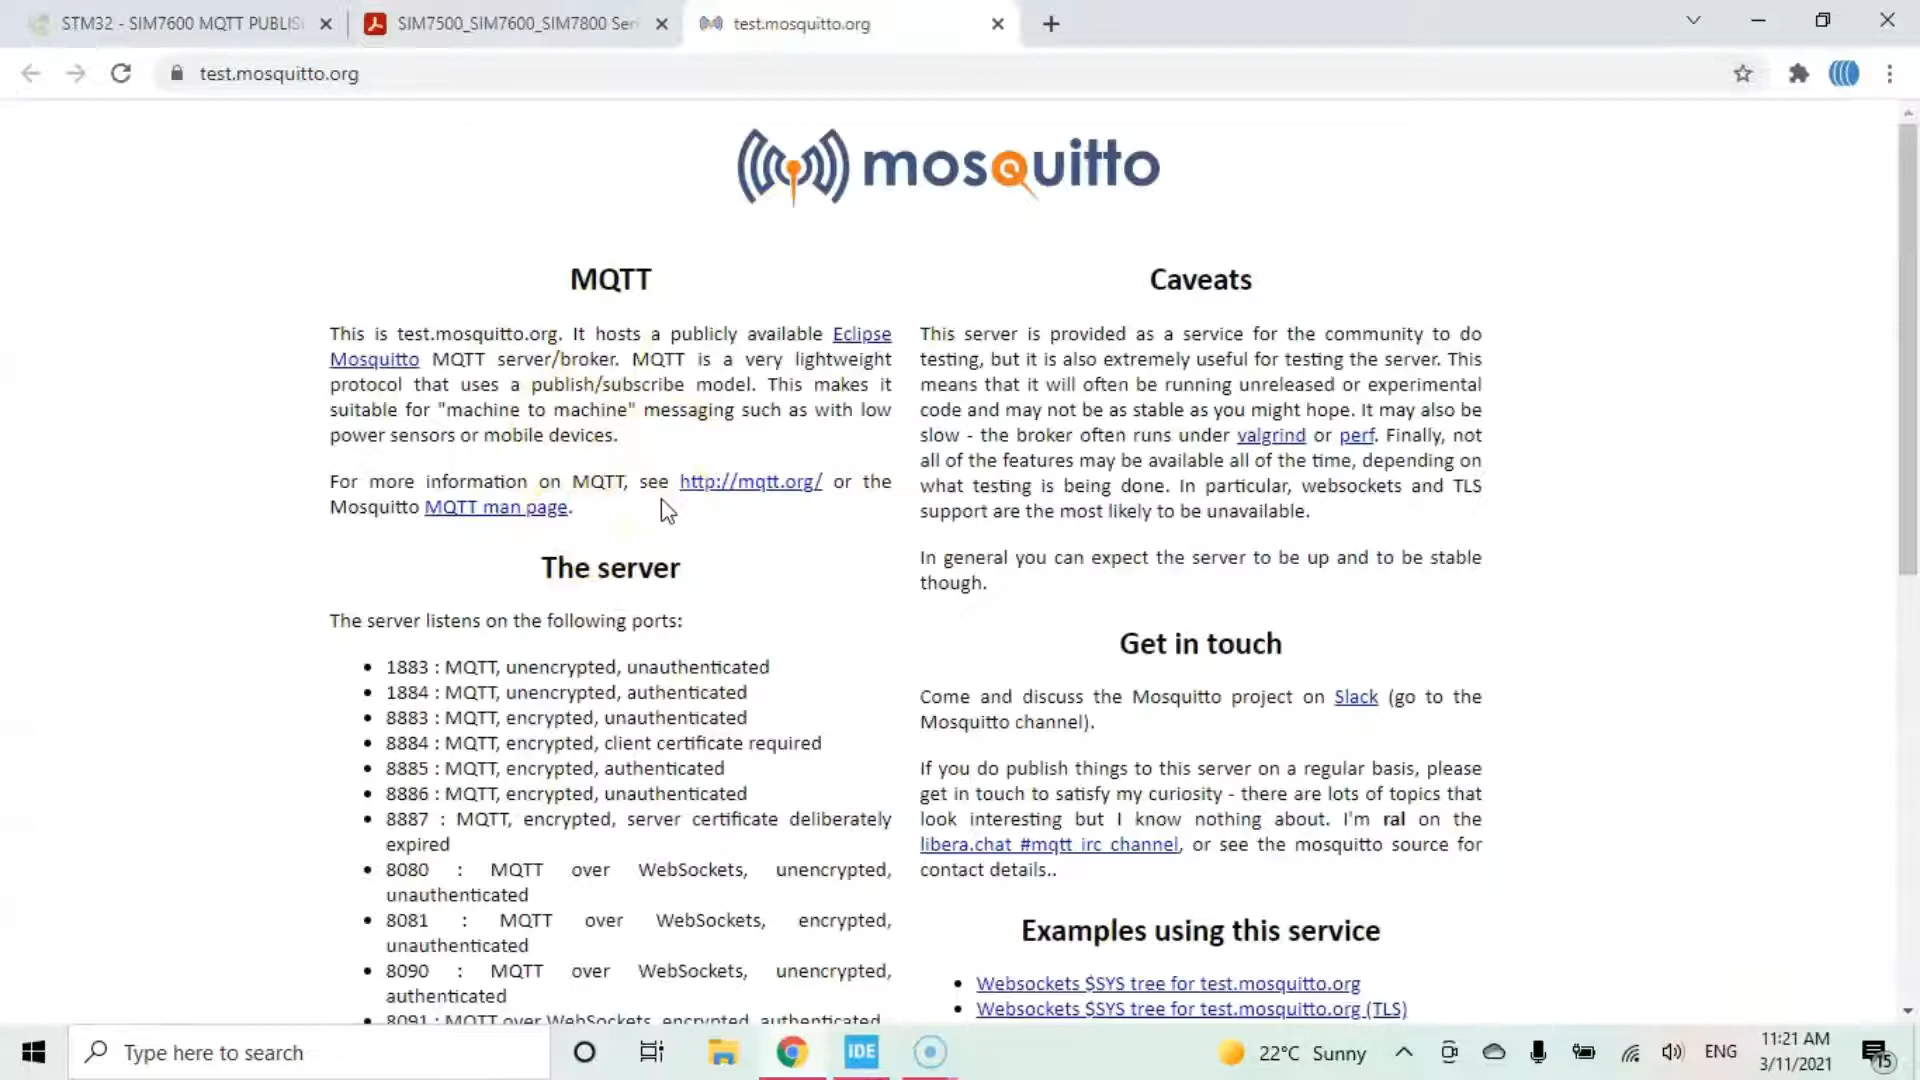 STM32 - SIM7600 MQTT PUBLIS
SIM7500_SIM7600_SIM7800 Seri
test.mosquitto.org
test.mosquitto.org
mosquitto
MQTT
This is test.mosquitto.org. It hosts a publicly available Eclipse
Mosquitto MQTT server/broker. MQTT is a very lightweight
protocol that uses a publish/subscribe model. This makes it
suitable for "machine to machine" messaging such as with low
power sensors or mobile devices.
For more information on MQTT, see http://mqtt.org/ or the
Mosquitto MQTT man page.
The server
The server listens on the following ports:
• 1883 : MQTT, unencrypted, unauthenticated
• 1884 : MQTT, unencrypted, authenticated
• 8883 : MQTT, encrypted, unauthenticated
• 8884 : MQTT, encrypted, client certificate required
• 8885 : MQTT, encrypted, authenticated
• 8886 : MQTT, encrypted, unauthenticated
• 8887 : MQTT, encrypted, server certificate deliberately
expired
• 8080 : MQTT over WebSockets, unencrypted,
unauthenticated
• 8081 : MQTT over WebSockets, encrypted,
unauthenticated
• 8090 : MQTT over WebSockets, unencrypted,
authenticated
• 8091 : MQTT over WebSockets, encrypted, authenticated
Caveats
This server is provided as a service for the community to do
testing, but it is also extremely useful for testing the server. This
means that it will often be running unreleased or experimental
code and may not be as stable as you might hope. It may also be
slow - the broker often runs under valgrind or perf. Finally, not
all of the features may be available all of the time, depending on
what testing is being done. In particular, websockets and TLS
support are the most likely to be unavailable.
In general you can expect the server to be up and to be stable
though.
Get in touch
Come and discuss the Mosquitto project on Slack (go to the
Mosquitto channel).
If you do publish things to this server on a regular basis, please
get in touch to satisfy my curiosity - there are lots of topics that
look interesting but I know nothing about. I'm ral on the
libera.chat #mqtt irc channel, or see the mosquitto source for
contact details..
Examples using this service
• Websockets $SYS tree for test.mosquitto.org
• Websockets $SYS tree for test.mosquitto.org (TLS)
Type here to search
IDE
22°C Sunny
ENG
11:21 AM
3/11/2021
15